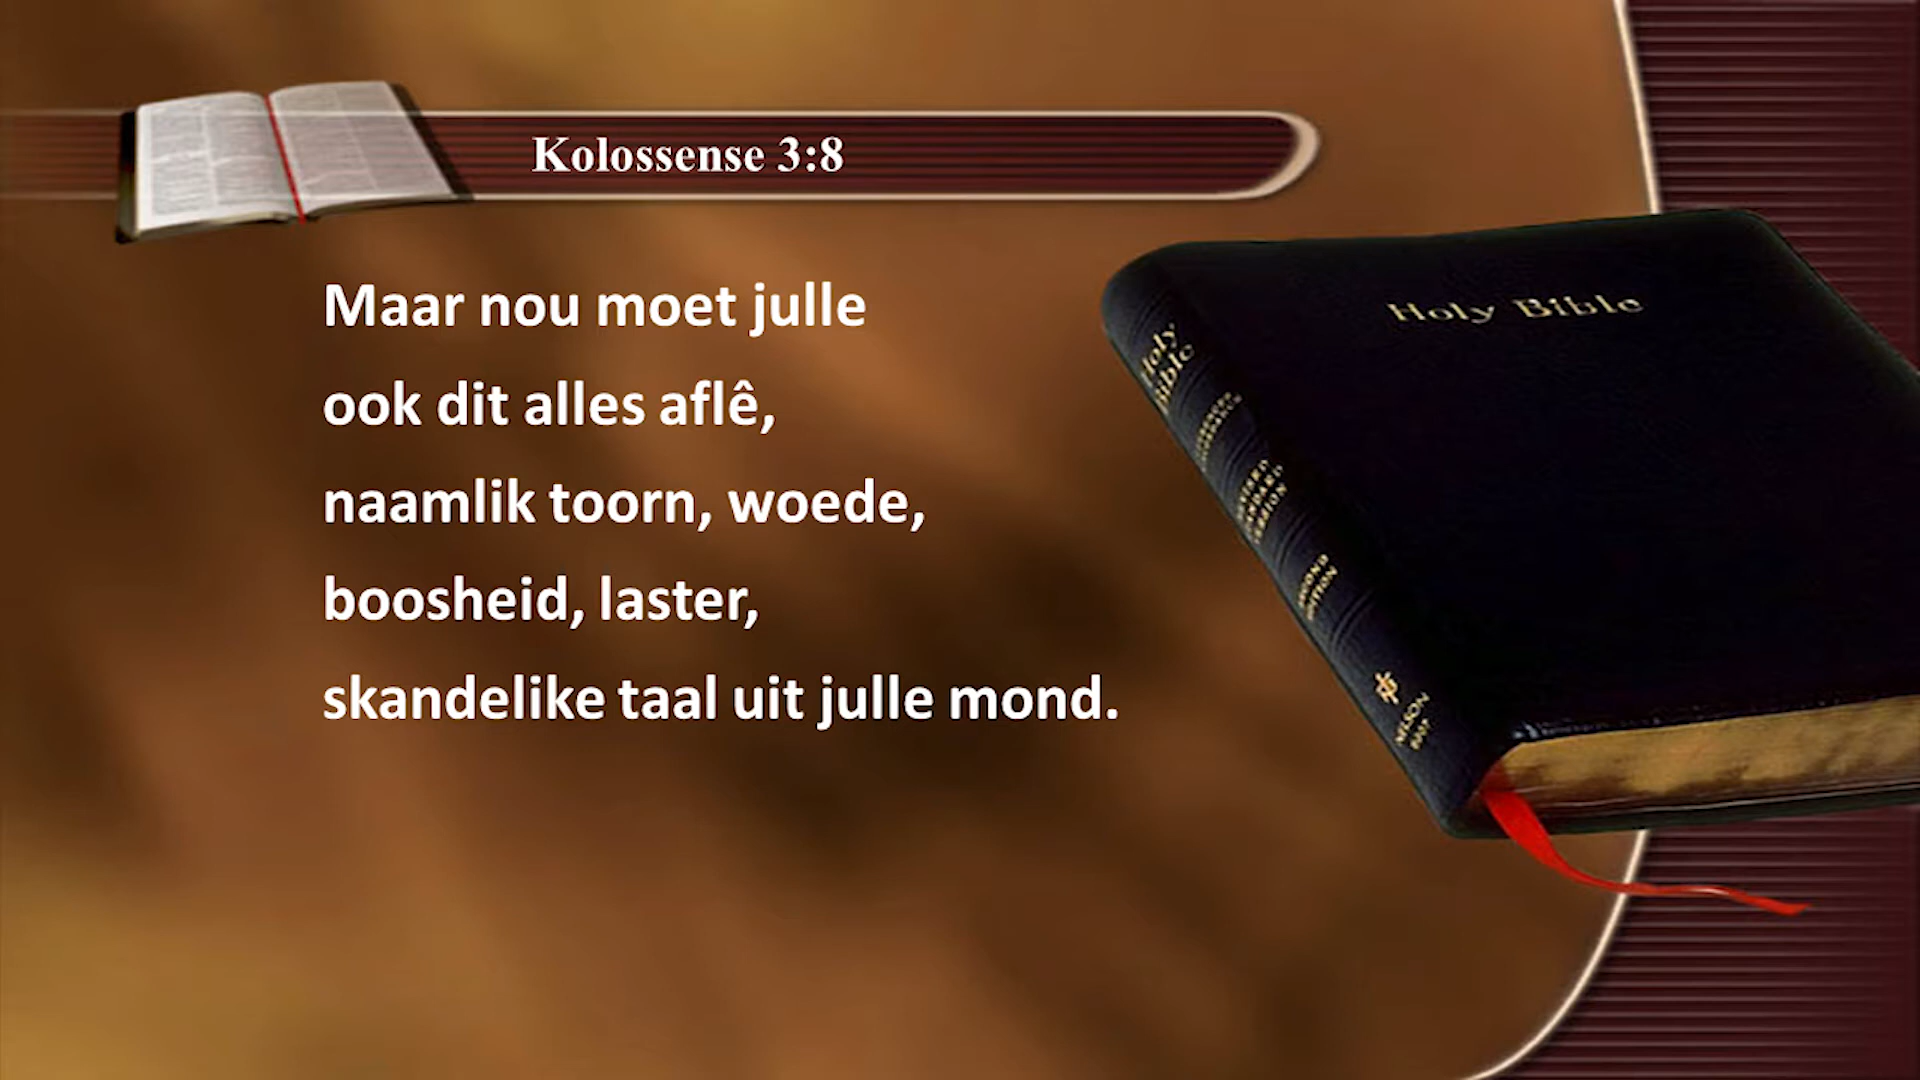 Kolossense 3:8
Maar nou moet julle
ook dit alles aflê,
naamlik toorn, woede,
boosheid, laster,
skandelike taal uit julle mond.
Holy Bible
Holy
Bible
NELSON